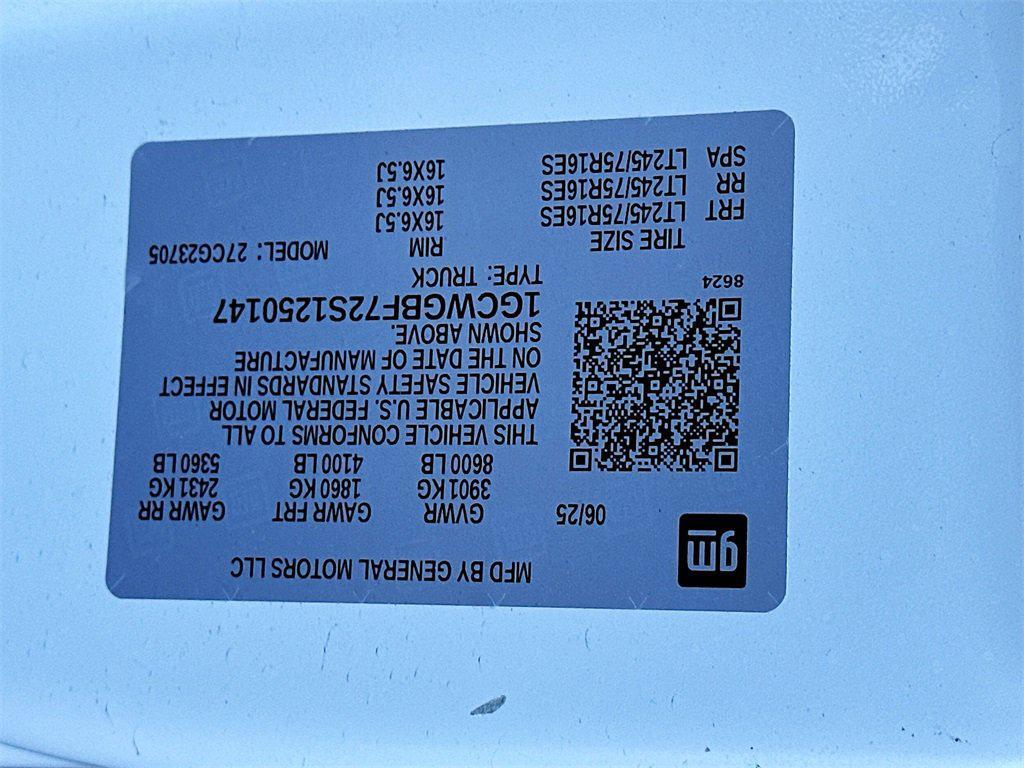 gm
MFD BY GENERAL MOTORS LLC
06/25 GVWR GAWR FRT GAWR RR
3901 KG 1860 KG 2431 KG
8600 LB 4100 LB 5360 LB
THIS VEHICLE CONFORMS TO ALL
APPLICABLE U.S. FEDERAL MOTOR
VEHICLE SAFETY STANDARDS IN EFFECT
ON THE DATE OF MANUFACTURE
SHOWN ABOVE.
1GCWGBF72S1250147
8624
TYPE: TRUCK
TIRE SIZE RIM MODEL: 27CG23705
FRT LT245/75R16ES 16X6.5J
RR LT245/75R16ES 16X6.5J
SPA LT245/75R16ES 16X6.5J